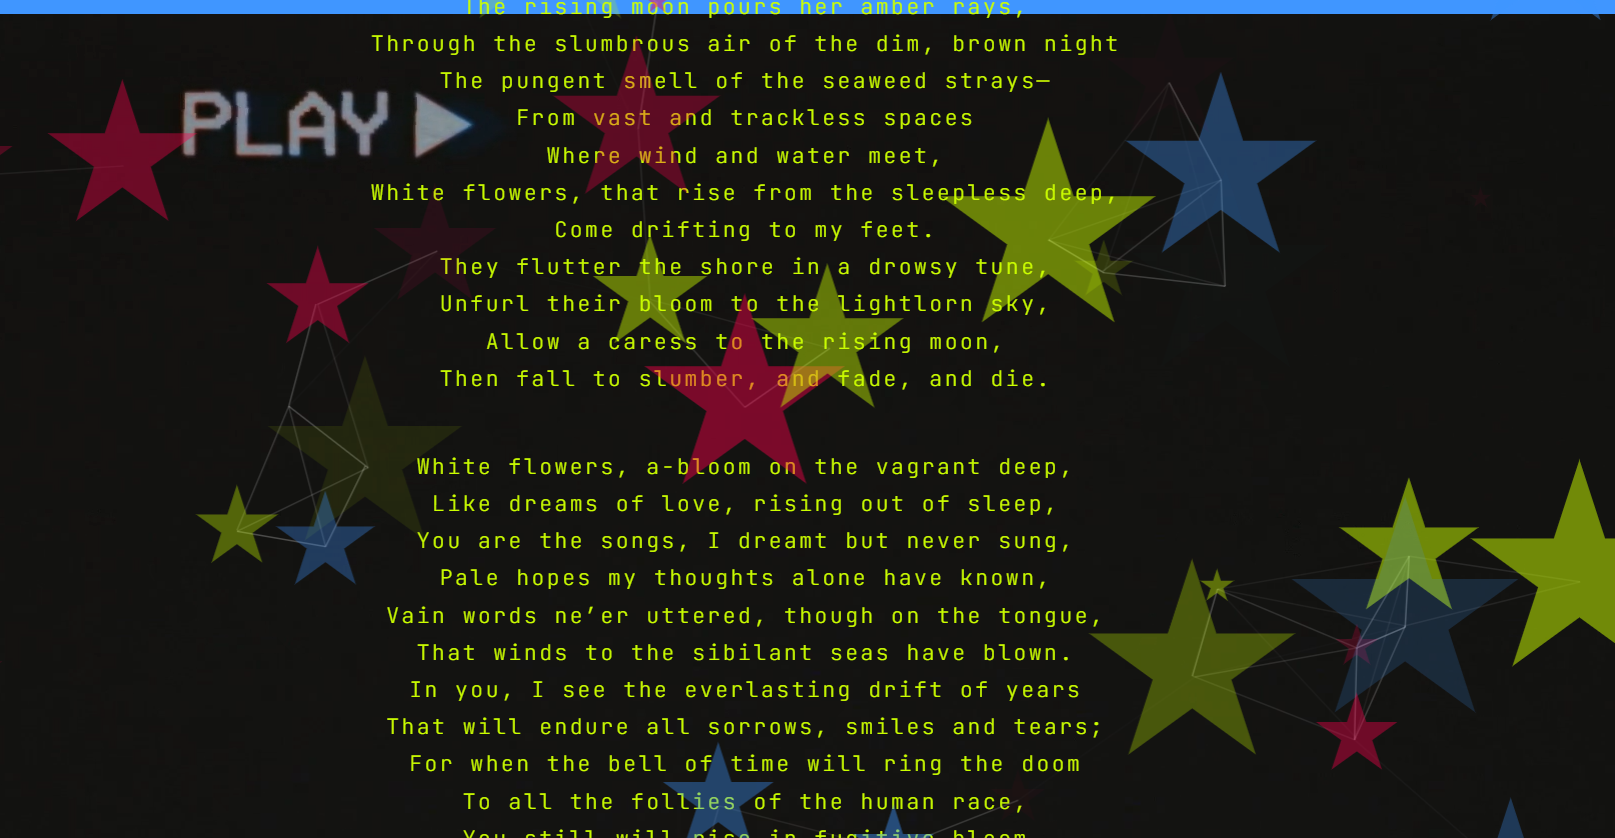 The rising moon pours her amber rays,
Through the slumbrous air of the dim, brown night
The pungent smell of the seaweed strays—
PLAY
From vast and trackless spaces
Where wind and water meet,
White flowers, that rise from the sleepless deep,
Come drifting to my feet.
They flutter the shore in a drowsy tune,
Unfurl their bloom to the lightlorn sky,
Allow a caress to the rising moon,
Then fall to slumber, and fade, and die.
White flowers, a-bloom on the vagrant deep,
Like dreams of love, rising out of sleep,
You are the songs, I dreamt but never sung,
Pale hopes my thoughts alone have known,
Vain words ne’er uttered, though on the tongue,
That winds to the sibilant seas have blown.
In you, I see the everlasting drift of years
That will endure all sorrows, smiles and tears;
For when the bell of time will ring the doom
To all the follies of the human race,
You still will rise in fugitive bloom